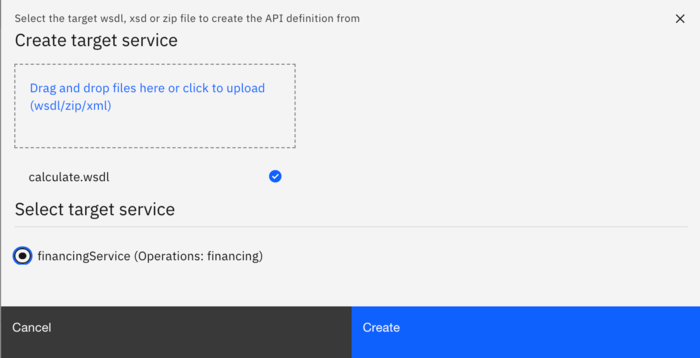 Select the target wsdl, xsd or zip file to create the API definition from
Create target service
Drag and drop files here or click to upload
(wsdl/zip/xml)
calculate.wsdl
Select target service
financingService (Operations: financing)
Cancel
Create